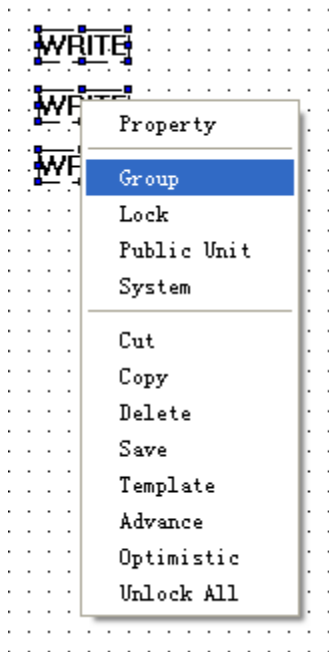 WRITE
Property
Group
Lock
Public Unit
System
Cut
Copy
Delete
Save
Template
Advance
Optimistic
Unlock All